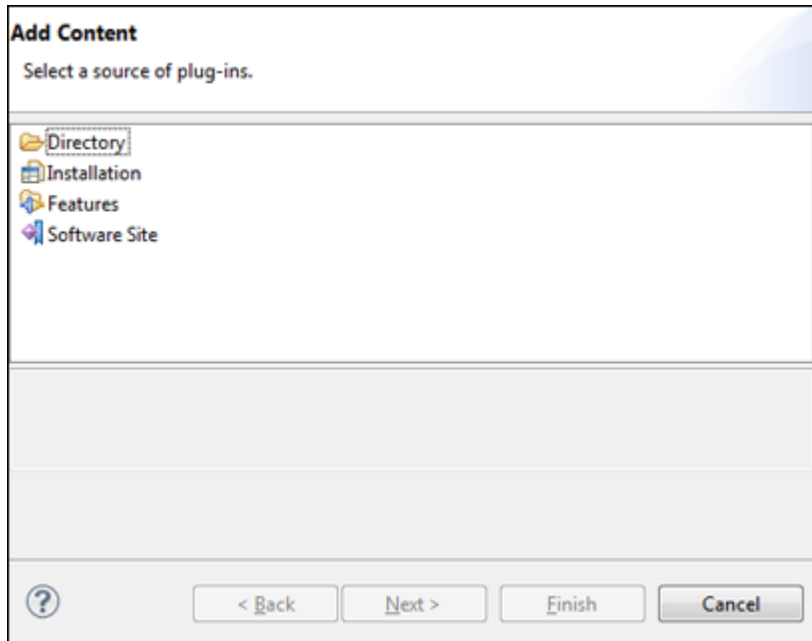 Add Content
Select a source of plug-ins.
Directory
Installation
Features
Software Site
?
< Back
Next >
Finish
Cancel